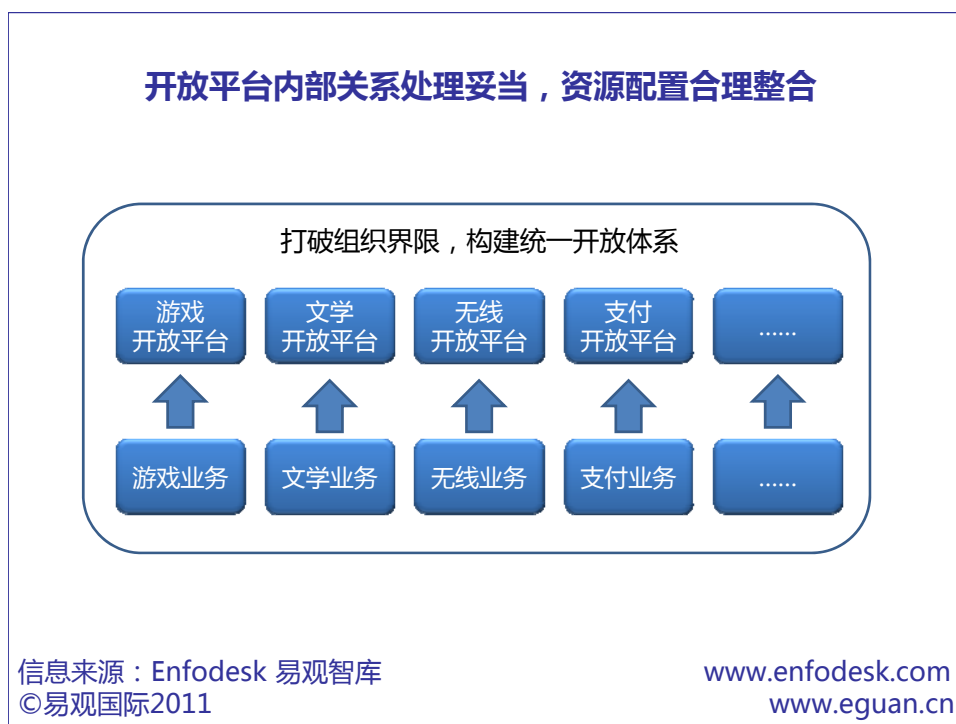 开放平台内部关系处理妥当，资源配置合理整合
打破组织界限，构建统一开放体系
游戏
开放平台
文学
开放平台
无线
开放平台
支付
开放平台
......
游戏业务
文学业务
无线业务
支付业务
......
信息来源：Enfodesk 易观智库
www.enfodesk.com
©易观国际2011
www.eguan.cn